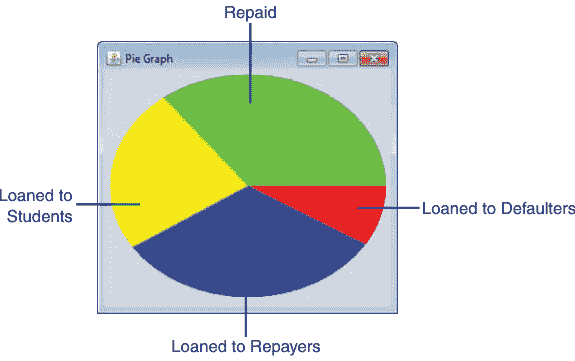 Repaid
Pie Graph
Loaned to
Students
Loaned to Defaulters
Loaned to Repayers